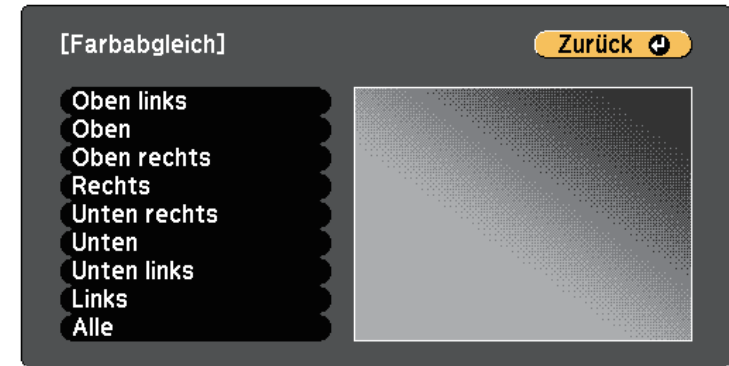 [Farbabgleich]
Zurück
Oben links
Oben
Oben rechts
Rechts
Unten rechts
Unten
Unten links
Links
Alle